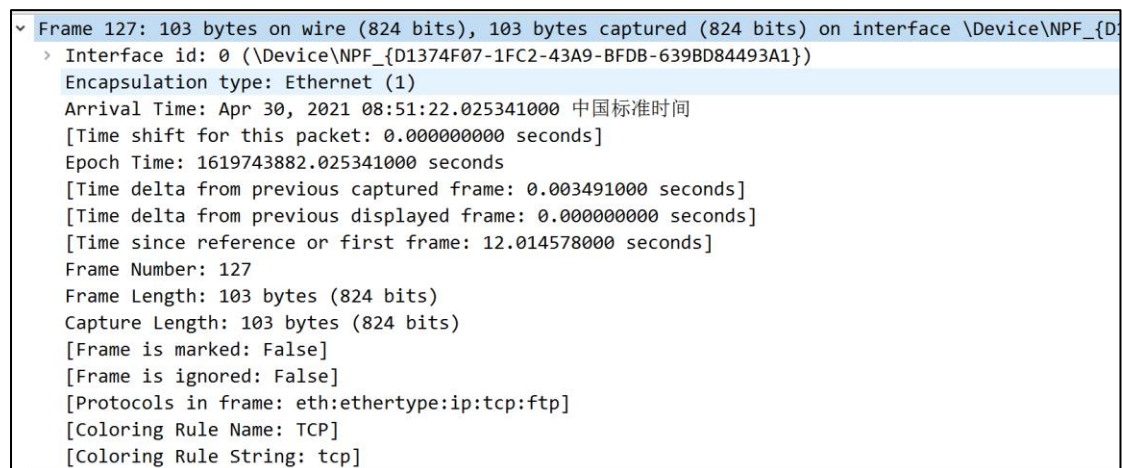 Frame 127: 103 bytes on wire (824 bits), 103 bytes captured (824 bits) on interface \Device\NPF_{D1
Interface id: 0 (\Device\NPF_{D1374F07-1FC2-43A9-BFDB-639BD84493A1})
Encapsulation type: Ethernet (1)
Arrival Time: Apr 30, 2021 08:51:22.025341000 中国标准时间
[Time shift for this packet: 0.000000000 seconds]
Epoch Time: 1619743882.025341000 seconds
[Time delta from previous captured frame: 0.003491000 seconds]
[Time delta from previous displayed frame: 0.000000000 seconds]
[Time since reference or first frame: 12.014578000 seconds]
Frame Number: 127
Frame Length: 103 bytes (824 bits)
Capture Length: 103 bytes (824 bits)
[Frame is marked: False]
[Frame is ignored: False]
[Protocols in frame: eth:ethertype:ip:tcp:ftp]
[Coloring Rule Name: TCP]
[Coloring Rule String: tcp]